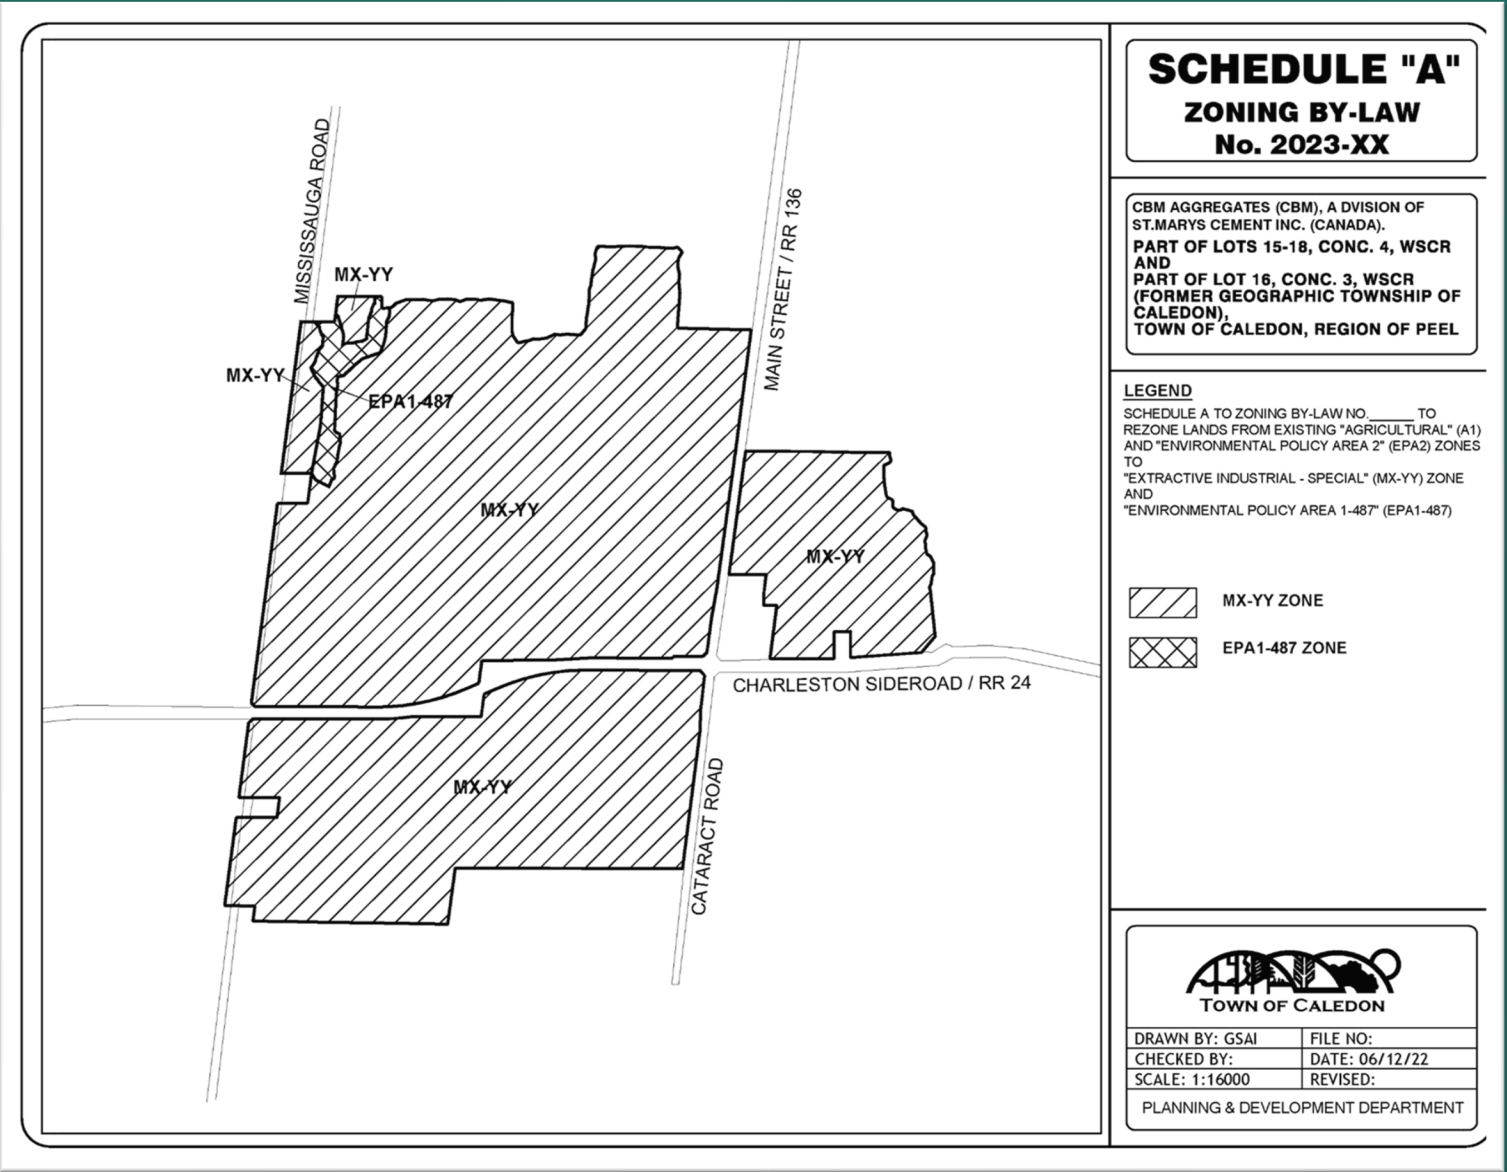 SCHEDULE "A"
ZONING BY-LAW
No. 2023-XX
CBM AGGREGATES (CBM), A DVISION OF
ST.MARYS CEMENT INC. (CANADA).
PART OF LOTS 15-18, CONC. 4, WSCR
AND
PART OF LOT 16, CONC. 3, WSCR
(FORMER GEOGRAPHIC TOWNSHIP OF
CALEDON),
TOWN OF CALEDON, REGION OF PEEL
LEGEND
SCHEDULE A TO ZONING BY-LAW NO.______ TO
REZONE LANDS FROM EXISTING "AGRICULTURAL" (A1)
AND "ENVIRONMENTAL POLICY AREA 2" (EPA2) ZONES
TO
"EXTRACTIVE INDUSTRIAL - SPECIAL" (MX-YY) ZONE
AND
"ENVIRONMENTAL POLICY AREA 1-487" (EPA1-487)
MX-YY ZONE
EPA1-487 ZONE
TOWN OF CALEDON
DRAWN BY: GSAI
FILE NO:
CHECKED BY:
DATE: 06/12/22
SCALE: 1:16000
REVISED:
PLANNING & DEVELOPMENT DEPARTMENT
MISSISSAUGA ROAD
MAIN STREET / RR 136
MX-YY
MX-YY
EPA1-487
MX-YY
MX-YY
CHARLESTON SIDEROAD / RR 24
MX-YY
CATARACT ROAD